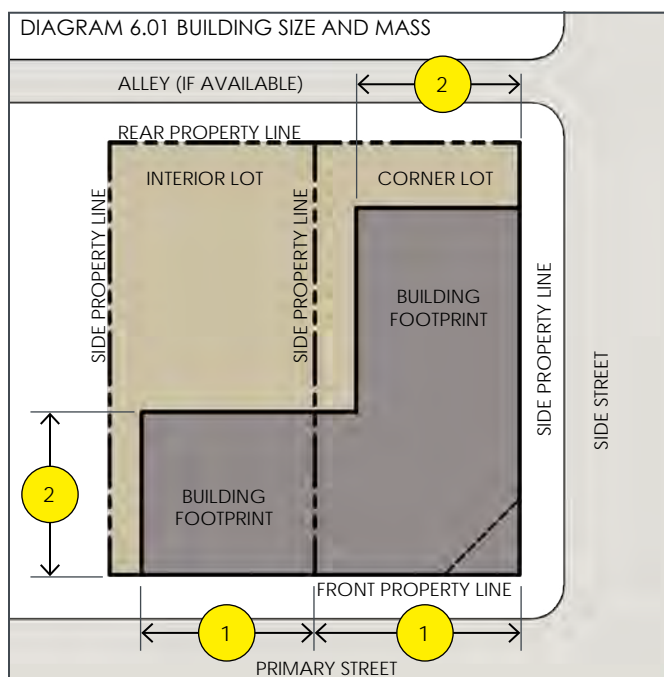 DIAGRAM 6.01 BUILDING SIZE AND MASS
ALLEY (IF AVAILABLE)
2
REAR PROPERTY LINE
INTERIOR LOT
CORNER LOT
SIDE PROPERTY LINE
SIDE PROPERTY LINE
BUILDING
FOOTPRINT
SIDE PROPERTY LINE
SIDE STREET
2
BUILDING
FOOTPRINT
FRONT PROPERTY LINE
1
1
PRIMARY STREET